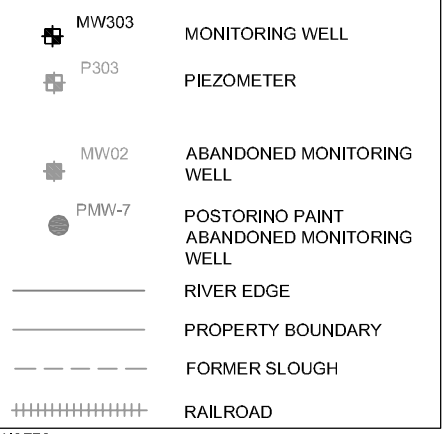 MW303
MONITORING WELL
P303
PIEZOMETER
MW02
ABANDONED MONITORING
WELL
PMW-7
POSTORINO PAINT
ABANDONED MONITORING
WELL
RIVER EDGE
PROPERTY BOUNDARY
FORMER SLOUGH
RAILROAD